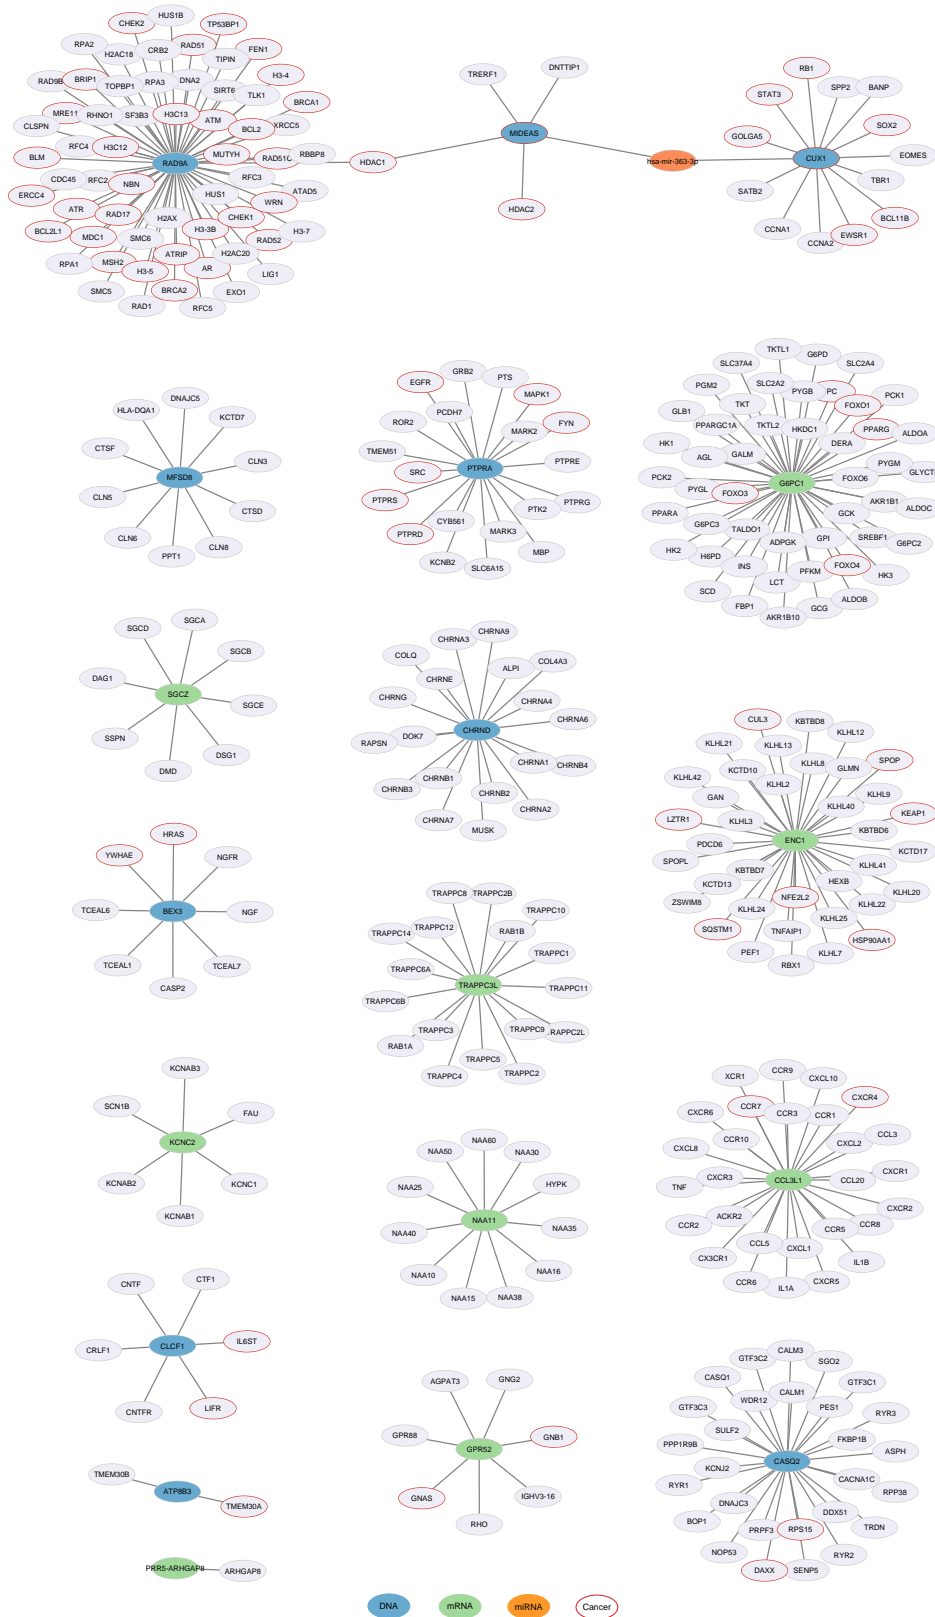 HUS1B
CHEK2
TP53BP1
RPA2
CRB2
RAD51
FEN1
H2AC18
TIPIN
RAD9B
BRIP1
RPA3
DNA2
H3-4
TOPBP1
SIRT6
TLK1
BRCA1
MRE11
RHNO1
SF3B3
H3C13
ATM
XRCC5
CLSPN
BCL2
RFC4
H3C12
MUTYH
RAD51C
RBBP8
BLM
RAD9A
HDAC1
CDC45
RFC2
NBN
RFC3
ATAD5
ERCC4
ATR
HUS1
WRN
RAD17
H2AX
CHEK1
BCL2L1
MDC1
H3-3B
RAD52
H3-7
SMC6
ATRIP
H2AC20
RPA1
MSH2
H3-5
AR
LIG1
SMC5
BRCA2
EXO1
RAD1
RFC5
TRERF1
DNTTIP1
MIDEAS
HDAC2
hsa-mir-363-3p
RB1
STAT3
SPP2
BANP
GOLGA5
SOX2
CUX1
EOMES
SATB2
TBR1
BCL11B
CCNA1
EWSR1
CCNA2
DNAJC5
HLA-DQA1
KCTD7
CTSF
CLN3
MFSD8
CLN5
CTSD
CLN6
CLN8
PPT1
GRB2
PTS
EGFR
MAPK1
PCDH7
ROR2
MARK2
FYN
TMEM51
PTPRE
SRC
PTPRA
PTPRS
PTK2
PTPRG
PTPRD
CYB561
MARK3
MBP
KCNB2
SLC6A15
TKTL1
G6PD
SLC37A4
SLC2A4
PGM2
SLC2A2
PYGB
PC
PCK1
GLB1
TKT
FOXO1
PPARGC1A
TKTL2
HKDC1
PPARG
ALDOA
HK1
AGL
GALM
DERA
PYGM
PCK2
FOXO6
PYGL
FOXO3
G6PC1
AKR1B1
PPARA
ALDOC
G6PC3
TALDO1
GCK
SREBF1
G6PC2
HK2
H6PD
ADPGK
GPI
INS
FOXO4
HK3
SCD
LCT
PFKM
FBP1
GCG
ALDOB
AKR1B10
SGCA
SGCD
SGCB
DAG1
SGCZ
SGCE
SSPN
DSG1
DMD
CHRNA9
CHRNA3
COLQ
ALPI
COL4A3
CHRNE
CHRNG
CHRNA4
CHRNA6
RAPSN
DOK7
CHRND
CHRNA1
CHRNB4
CHRNB3
CHRNB1
CHRNB2
CHRNA2
CHRNA7
MUSK
CUL3
KBTBD8
KLHL12
KLHL21
KLHL13
KLHL8
GLMN
SPOP
KLHL42
KCTD10
KLHL2
GAN
KLHL40
KLHL9
LZTR1
KLHL3
KBTBD6
KEAP1
PDCD6
ENC1
KCTD17
SPOPL
KBTBD7
KLHL41
KCTD13
HEXB
KLHL20
ZSWIM8
NFE2L2
KLHL22
KLHL24
KLHL25
SQSTM1
TNFAIP1
HSP90AA1
PEF1
KLHL7
RBX1
HRAS
YWHAE
NGFR
TCEAL6
BEX3
NGF
TCEAL1
TCEAL7
CASP2
TRAPPC8
TRAPPC2B
TRAPPC14
TRAPPC12
TRAPPC10
RAB1B
TRAPPC6A
TRAPPC1
TRAPPC3L
TRAPPC11
TRAPPC6B
TRAPPC3
TRAPPC9
RAB1A
TRAPPC5
TRAPPC4
TRAPPC2
KCNAB3
SCN1B
FAU
KCNC2
KCNAB2
KCNC1
KCNAB1
NAA60
NAA50
NAA30
NAA25
HYPK
NAA11
NAA40
NAA35
NAA10
NAA16
NAA15
NAA38
CCR9
XCR1
CXCL10
CCR7
CXCR4
CXCR6
CCR3
CCR1
CCR10
CXCL8
CXCL2
CCL3
CXCR3
CXCR1
TNF
CCL3L1
CCL20
ACKR2
CXCR2
CCR2
CCR5
CCR8
CX3CR1
CCL5
CXCL1
IL1B
CCR6
IL1A
CXCR5
CNTF
CTF1
CRLF1
CLCF1
IL6ST
CNTFR
LIFR
AGPAT3
GNG2
GPR88
GNB1
GPR52
GNAS
IGHV3-16
RHO
CALM3
GTF3C2
SGO2
CASQ1
CALM1
GTF3C1
WDR12
PES1
GTF3C3
SULF2
FKBP1B
RYR3
PPP1R9B
KCNJ2
CASQ2
ASPH
RYR1
CACNA1C
RPP38
DNAJC3
DDX51
BOP1
PRPF3
RPS15
TRDN
NOP53
RYR2
DAXX
SENP5
TMEM30B
ATP8B3
TMEM30A
PRR5-ARHGAP8
ARHGAP8
DNA
mRNA
miRNA
Cancer